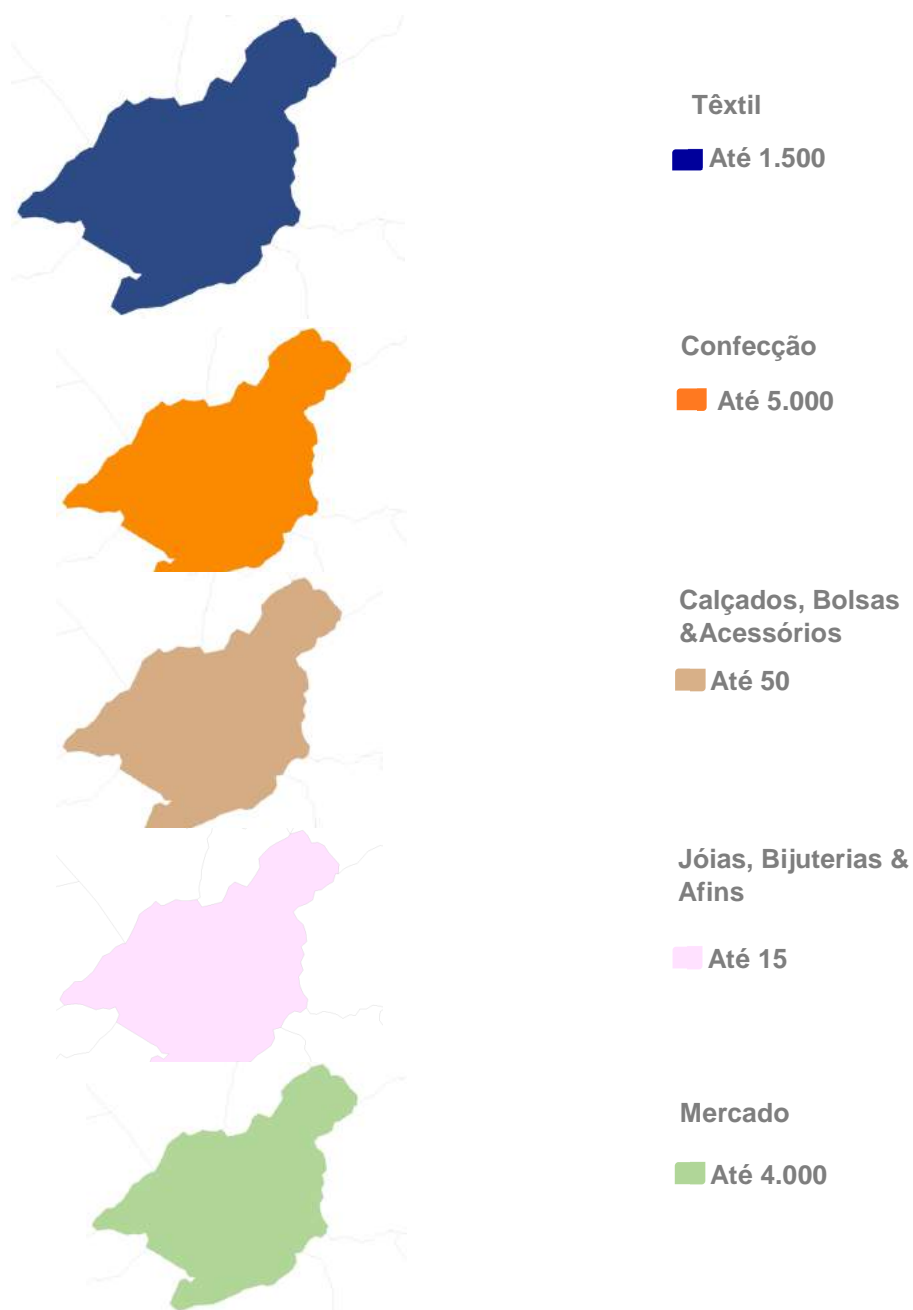 Têxtil
Até 1.500
Confecção
Até 5.000
Calçados, Bolsas
&Acessórios
Até 50
Jóias, Bijuterias &
Afins
Até 15
Mercado
Até 4.000